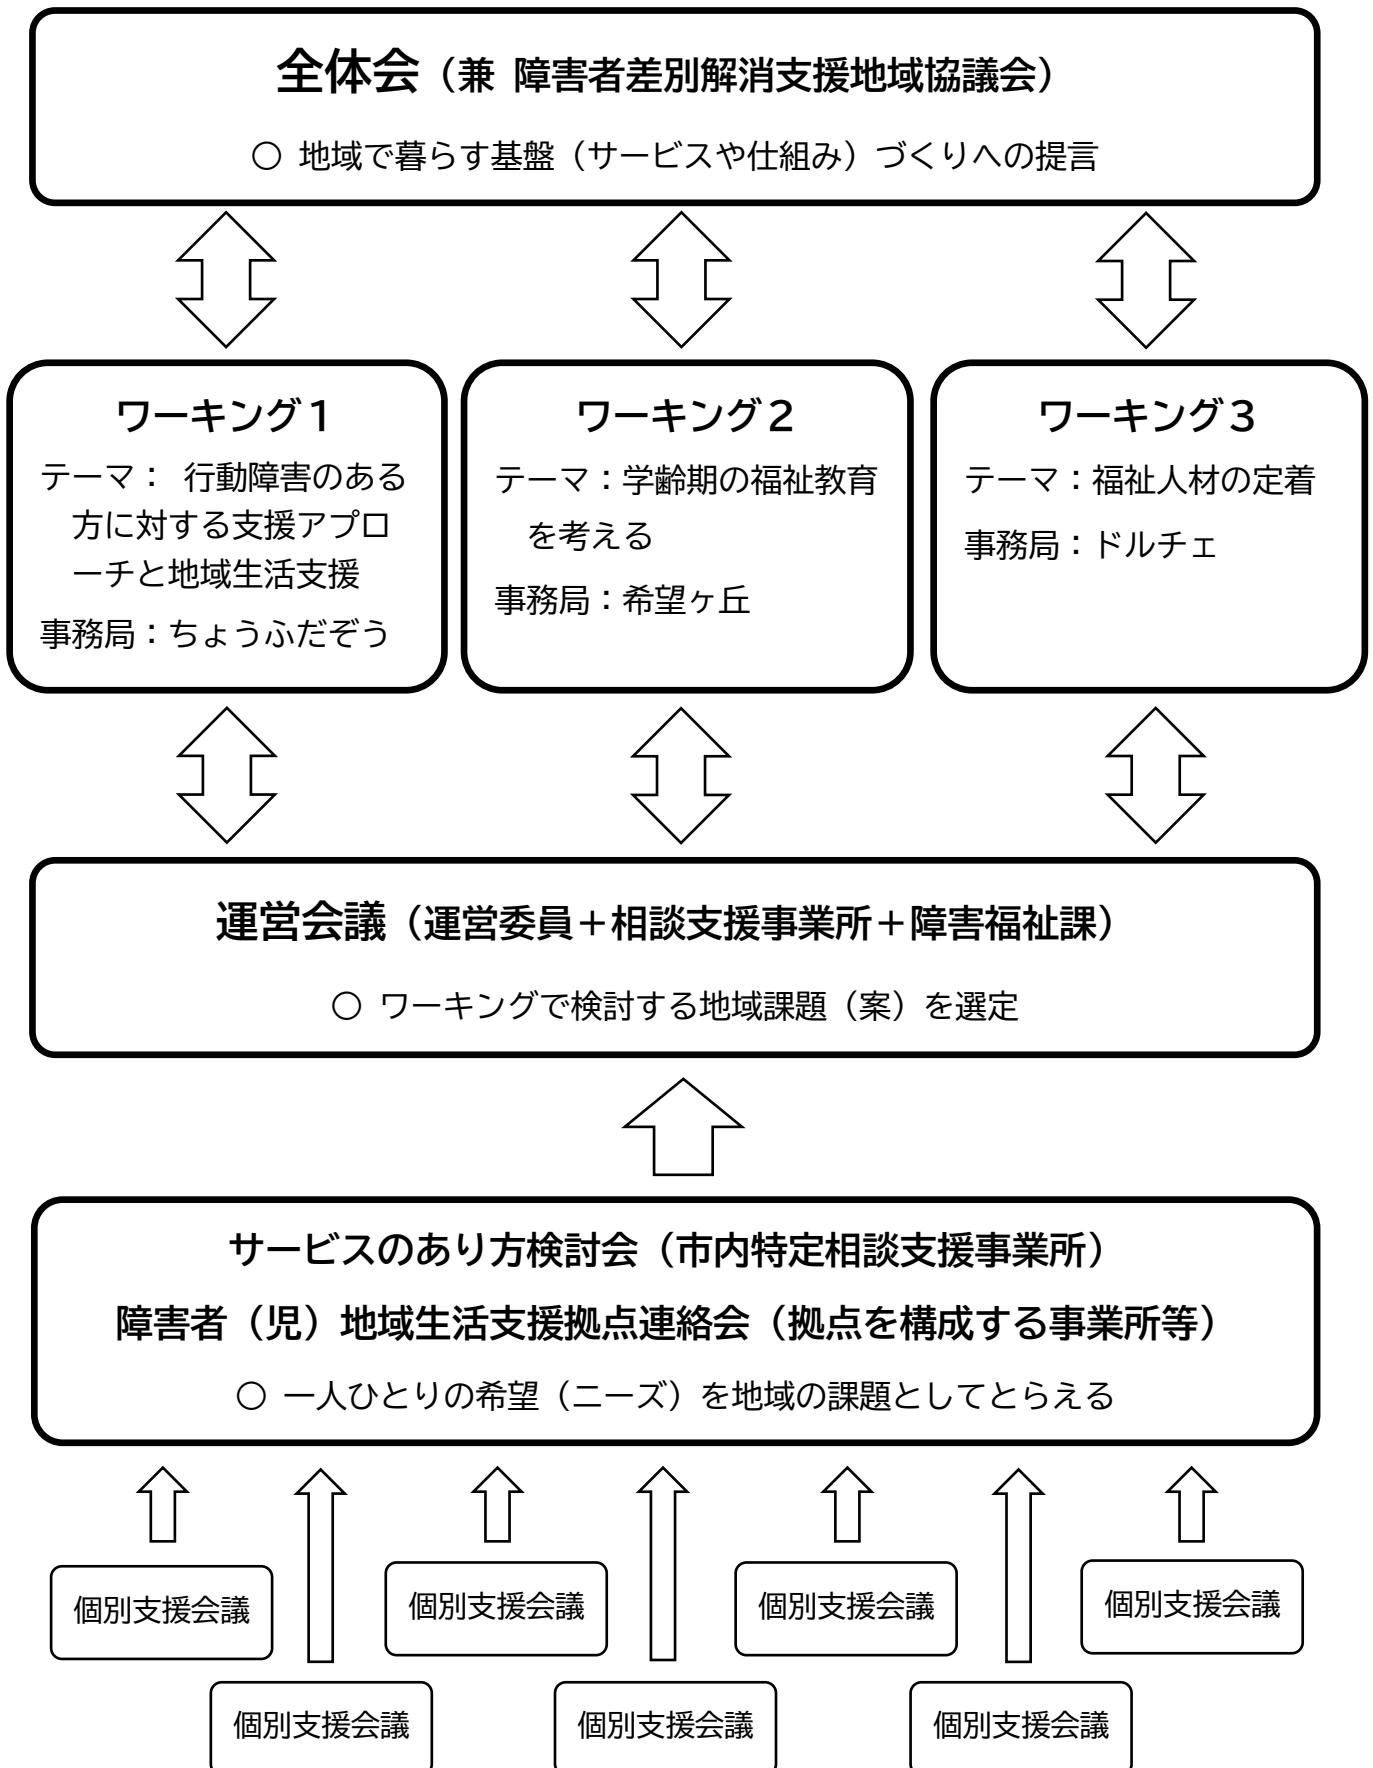 全体会（兼 障害者差別解消支援地域協議会）
○ 地域で暮らす基盤（サービスや仕組み）づくりへの提言
ワーキング１
テーマ： 行動障害のある
方に対する支援アプロ
ーチと地域生活支援
事務局：ちょうふだぞう
ワーキング２
テーマ：学齢期の福祉教育
を考える
事務局：希望ヶ丘
ワーキング３
テーマ：福祉人材の定着
事務局：ドルチェ
運営会議（運営委員＋相談支援事業所＋障害福祉課）
○ ワーキングで検討する地域課題（案）を選定
サービスのあり方検討会（市内特定相談支援事業所）
障害者（児）地域生活支援拠点連絡会（拠点を構成する事業所等）
○ 一人ひとりの希望（ニーズ）を地域の課題としてとらえる
個別支援会議
個別支援会議
個別支援会議
個別支援会議
個別支援会議
個別支援会議
個別支援会議